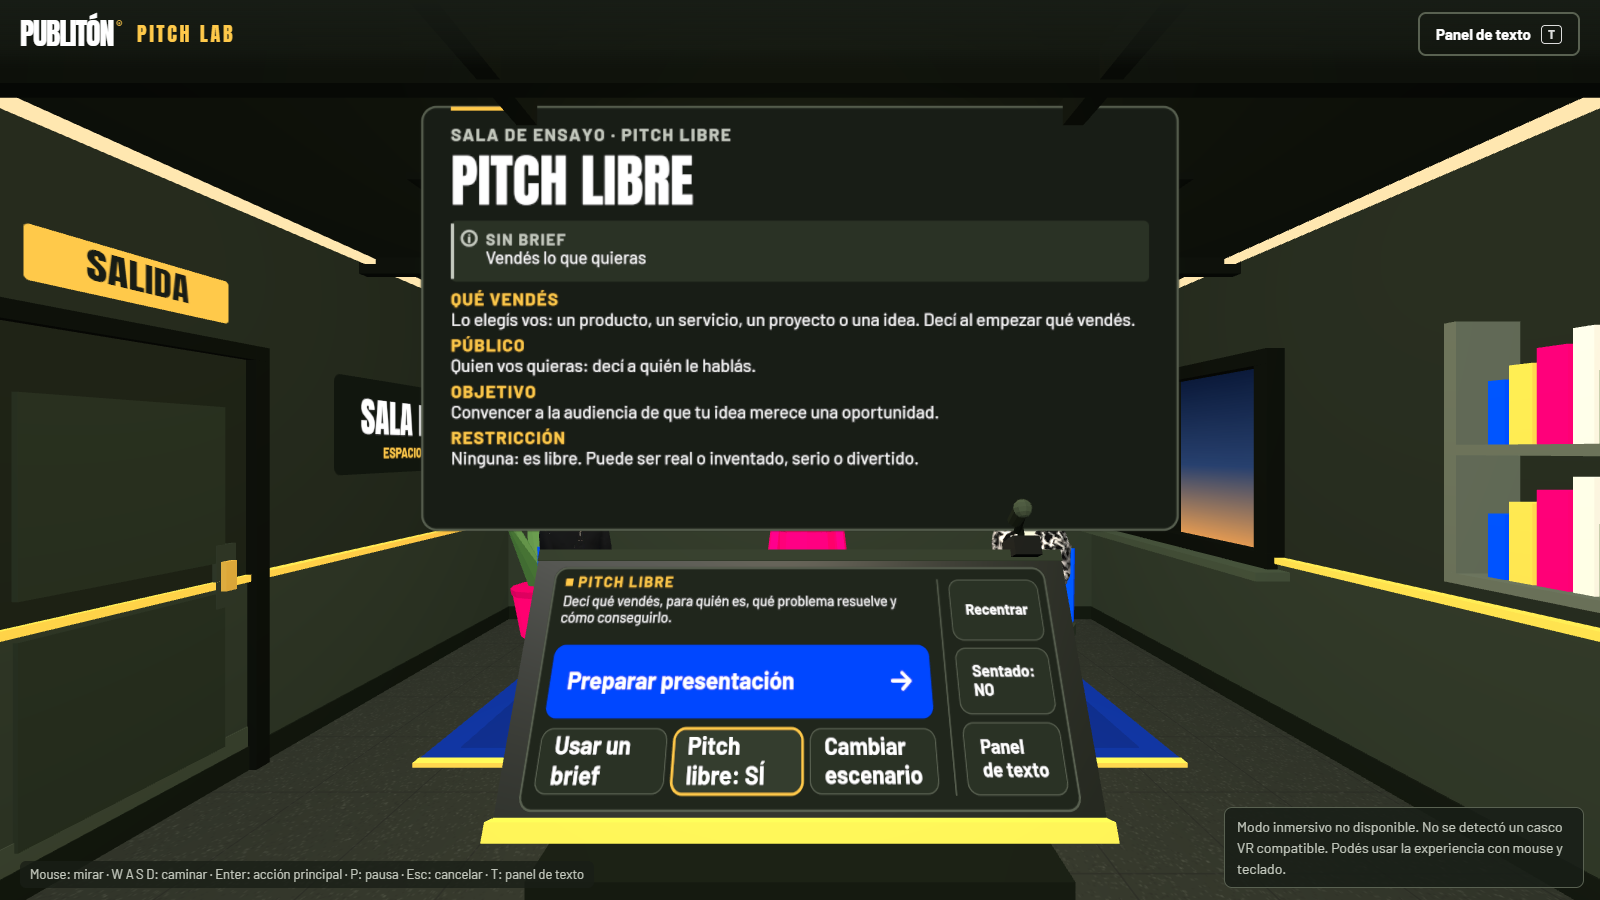 PUBLITÓN PITCH LAB
Panel de texto T
SALA DE ENSAYO · PITCH LIBRE
PITCH LIBRE
SIN BRIEF
Vendés lo que quieras
QUÉ VENDÉS
Lo elegís vos: un producto, un servicio, un proyecto o una idea. Decí al empezar qué vendés.
PÚBLICO
Quien vos quieras: decí a quién le hablás.
OBJETIVO
Convencer a la audiencia de que tu idea merece una oportunidad.
RESTRICCIÓN
Ninguna: es libre. Puede ser real o inventado, serio o divertido.
SALIDA
SALA
ESPACIO
PITCH LIBRE
Decí qué vendés, para quién es, qué problema resuelve y
cómo conseguirlo.
Preparar presentación
Usar un
brief
Pitch
libre: SÍ
Cambiar
escenario
Recentrar
Sentado:
NO
Panel
de texto
Modo inmersivo no disponible. No se detectó un casco
VR compatible. Podés usar la experiencia con mouse y
teclado.
Mouse: mirar · W A S D: caminar · Enter: acción principal · P: pausa · Esc: cancelar · T: panel de texto